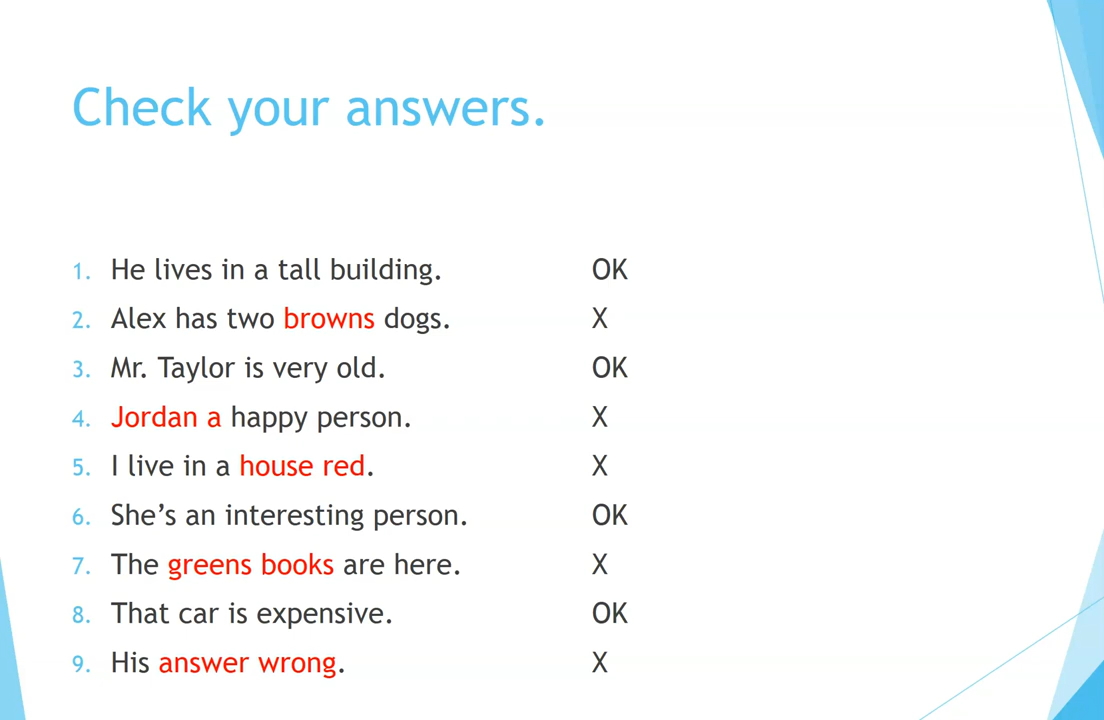 Check your answers.
1. He lives in a tall building. OK
2. Alex has two browns dogs. X
3. Mr. Taylor is very old. OK
4. Jordan a happy person. X
5. I live in a house red. X
6. She’s an interesting person. OK
7. The greens books are here. X
8. That car is expensive. OK
9. His answer wrong. X